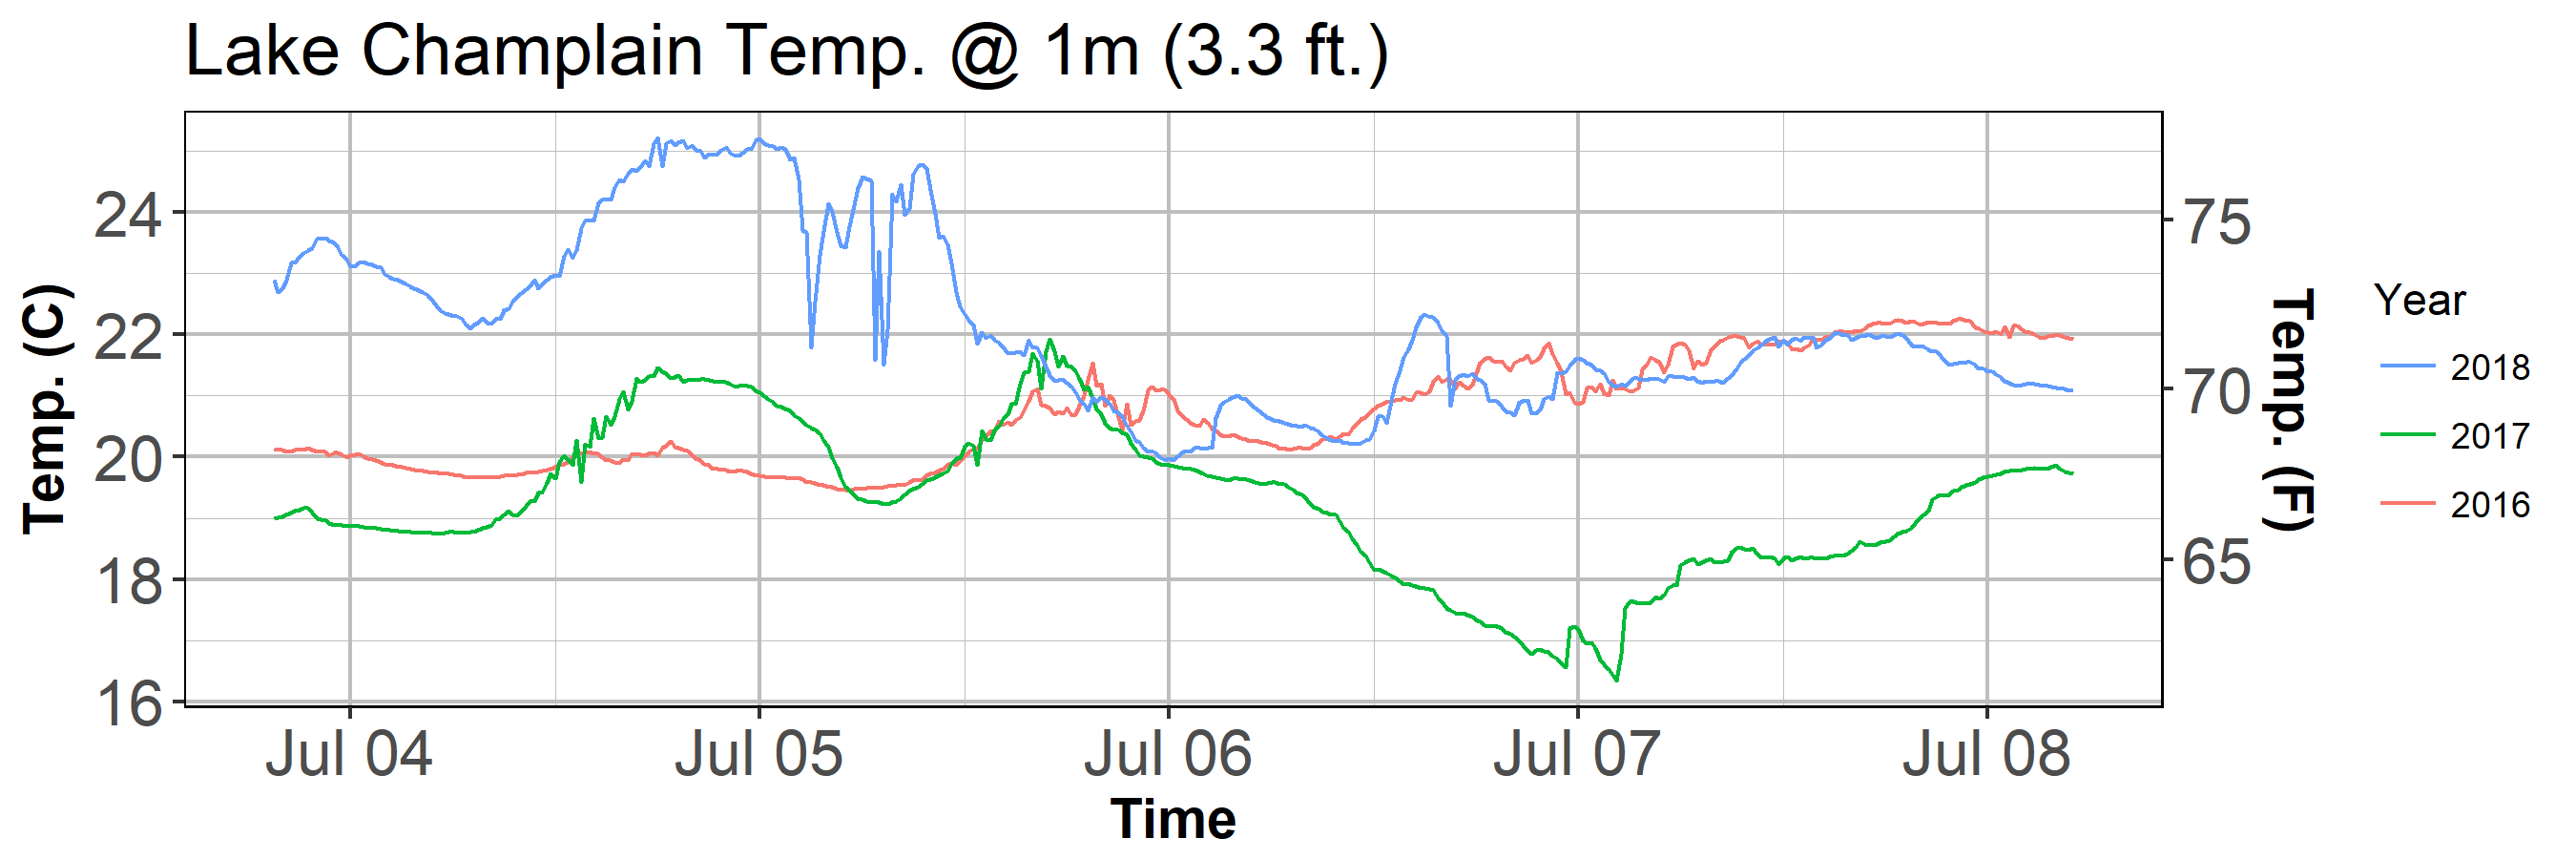 Lake Champlain Temp. @ 1m (3.3 ft.)
Temp. (C)
24
22
20
18
16
75
70
65
Temp. (F)
Jul 04
Jul 05
Jul 06
Jul 07
Jul 08
Time
Year
2018
2017
2016